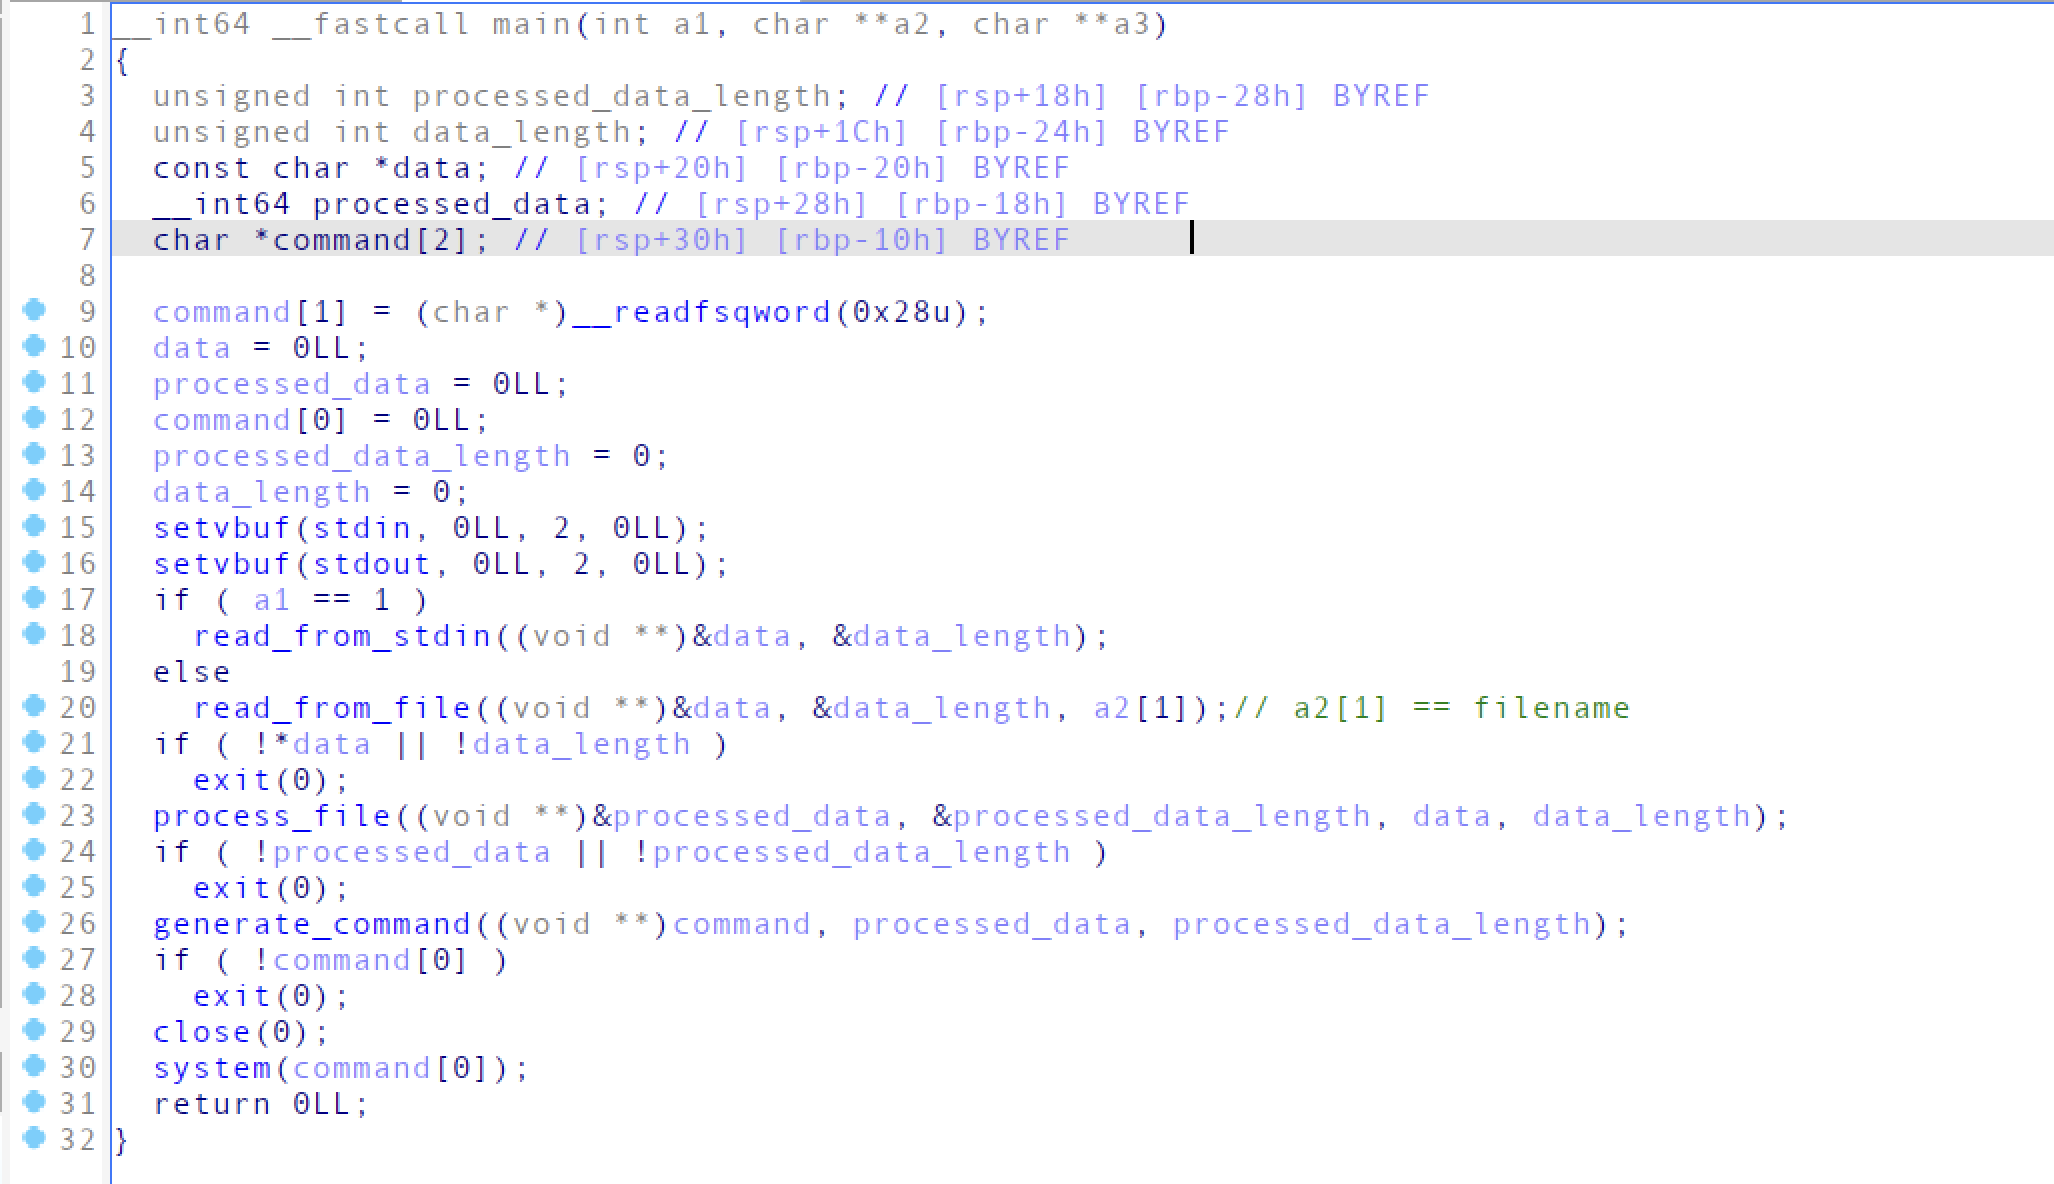 1 __int64 __fastcall main(int a1, char **a2, char **a3)
2 {
3   unsigned int processed_data_length; // [rsp+18h] [rbp-28h] BYREF
4   unsigned int data_length; // [rsp+1Ch] [rbp-24h] BYREF
5   const char *data; // [rsp+20h] [rbp-20h] BYREF
6   __int64 processed_data; // [rsp+28h] [rbp-18h] BYREF
7   char *command[2]; // [rsp+30h] [rbp-10h] BYREF
8
9   command[1] = (char *)__readfsqword(0x28u);
10   data = 0LL;
11   processed_data = 0LL;
12   command[0] = 0LL;
13   processed_data_length = 0;
14   data_length = 0;
15   setvbuf(stdin, 0LL, 2, 0LL);
16   setvbuf(stdout, 0LL, 2, 0LL);
17   if ( a1 == 1 )
18     read_from_stdin((void **)&data, &data_length);
19   else
20     read_from_file((void **)&data, &data_length, a2[1]);// a2[1] == filename
21   if ( !*data || !data_length )
22     exit(0);
23   process_file((void **)&processed_data, &processed_data_length, data, data_length);
24   if ( !processed_data || !processed_data_length )
25     exit(0);
26   generate_command((void **)command, processed_data, processed_data_length);
27   if ( !command[0] )
28     exit(0);
29   close(0);
30   system(command[0]);
31   return 0LL;
32 }